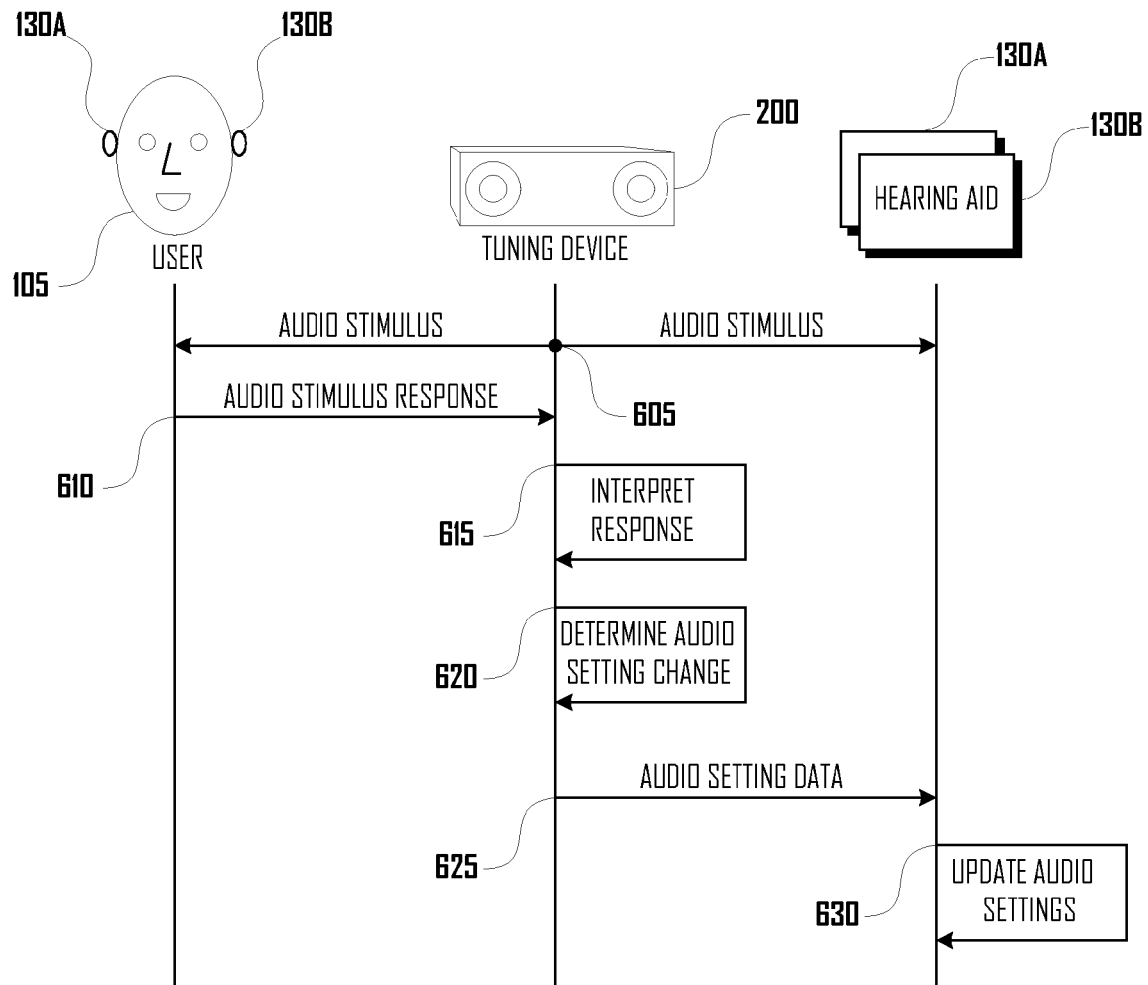 130A
130B
200
130A
130B
HEARING AID
USER
TUNING DEVICE
105
AUDIO STIMULUS
AUDIO STIMULUS
AUDIO STIMULUS RESPONSE
605
610
INTERPRET
RESPONSE
615
DETERMINE AUDIO
SETTING CHANGE
620
AUDIO SETTING DATA
625
UPDATE AUDIO
SETTINGS
630